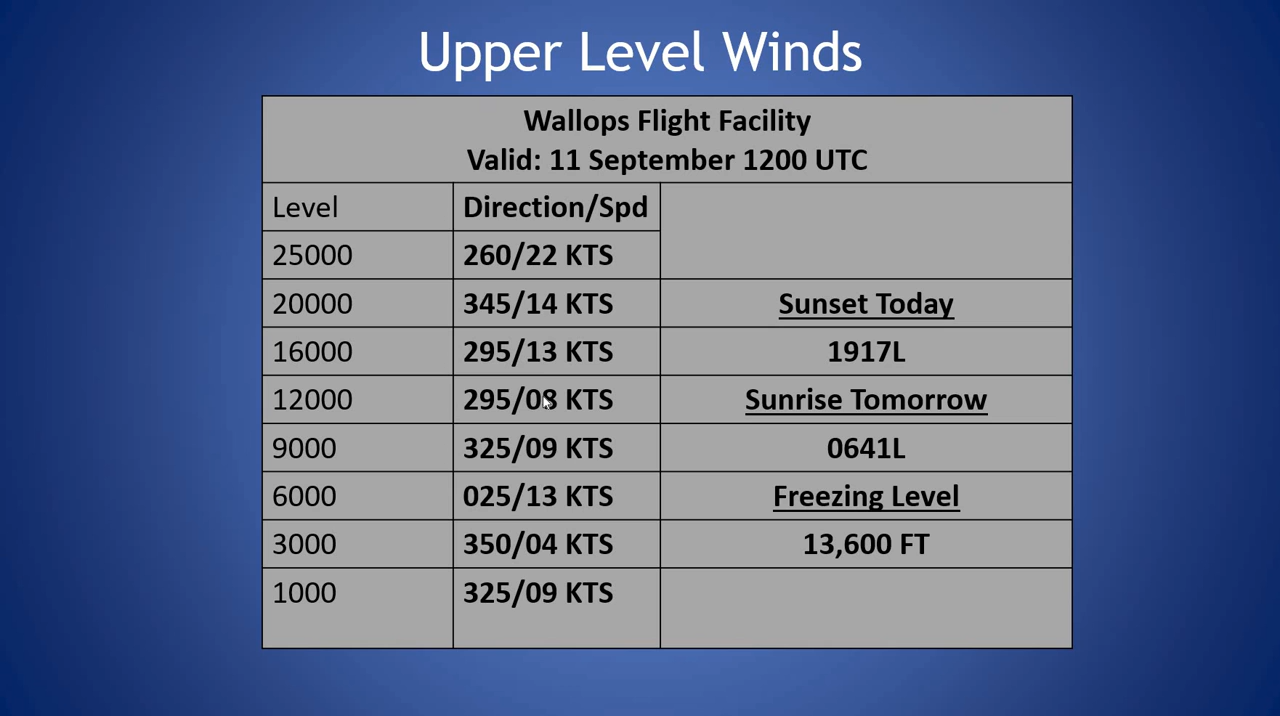 Upper Level Winds
Wallops Flight Facility
Valid: 11 September 1200 UTC
Level Direction/Spd
25000 260/22 KTS
20000 345/14 KTS Sunset Today
16000 295/13 KTS 1917L
12000 295/08 KTS Sunrise Tomorrow
9000 325/09 KTS 0641L
6000 025/13 KTS Freezing Level
3000 350/04 KTS 13,600 FT
1000 325/09 KTS